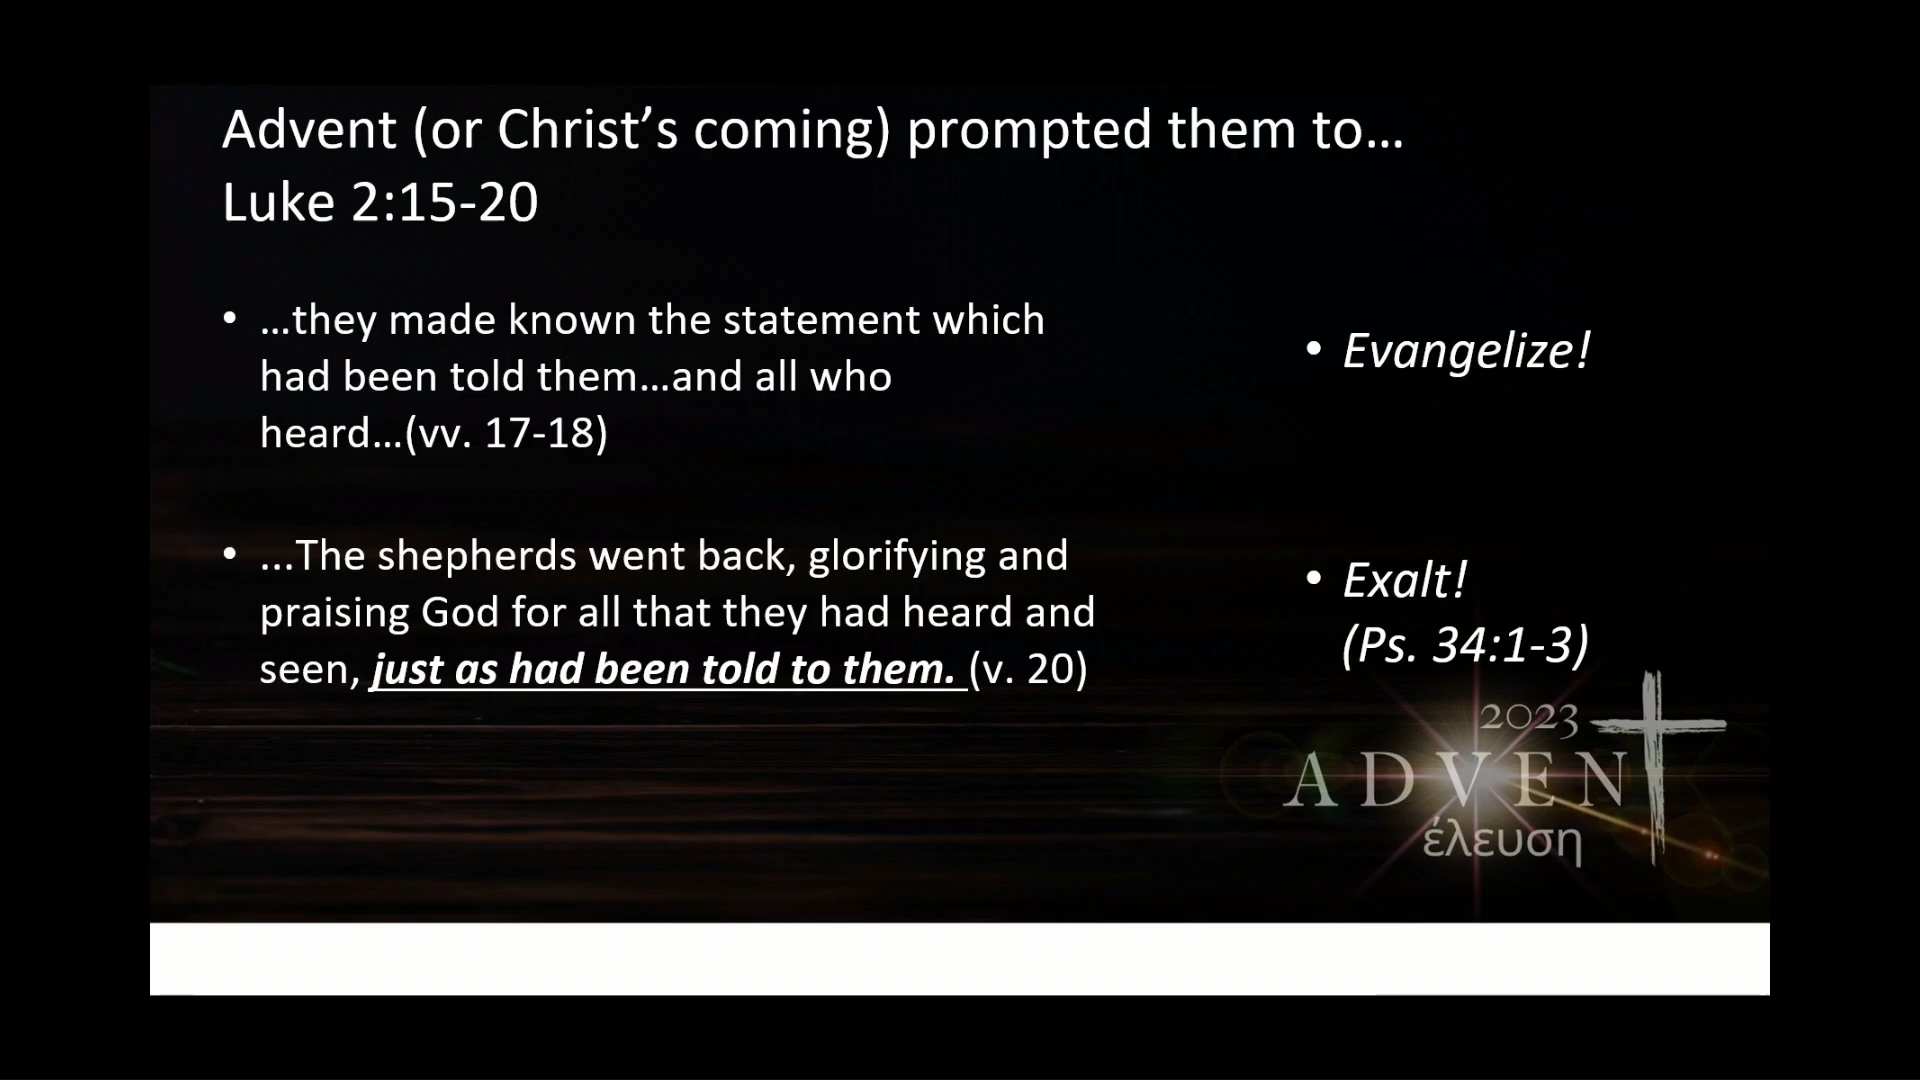 Advent (or Christ’s coming) prompted them to…
Luke 2:15-20
• …they made known the statement which
had been told them…and all who
heard…(vv. 17-18)
• Evangelize!
• ...The shepherds went back, glorifying and
praising God for all that they had heard and
seen, just as had been told to them. (v. 20)
• Exalt!
(Ps. 34:1-3)
2023
ADVENT
έλευση